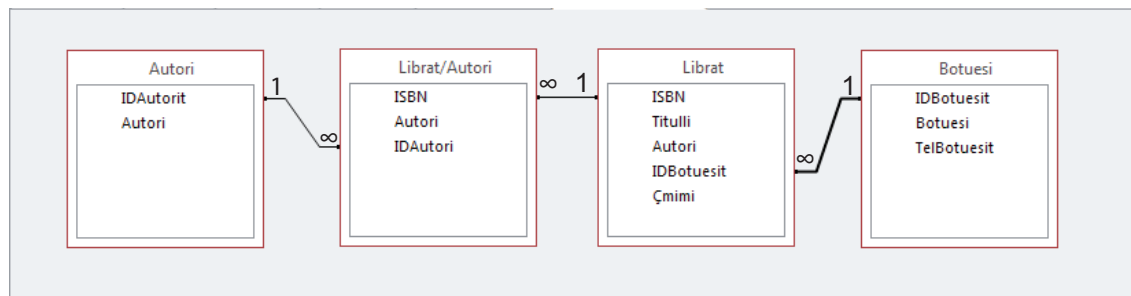 Autori
IDAutorit
Autori
1
∞
Librat/Autori
ISBN
Autori
IDAutori
∞
1
Librat
ISBN
Titulli
Autori
IDBotuesit
Çmimi
∞
1
Botuesi
IDBotuesit
Botuesi
TelBotuesit